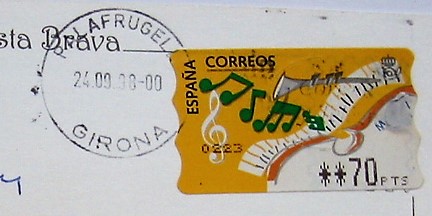 sta Brava
PALAFRUGELL
24.09.98-00
GIRONA
ESPAÑA
CORREOS
0223
**70 PTS